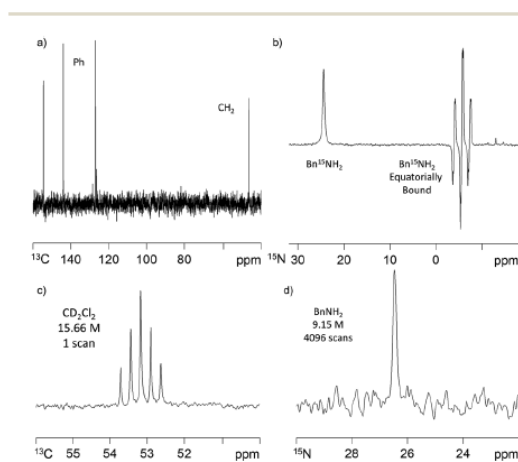 a)
Ph
CH₂
¹³C 140 120 100 80 ppm
b)
Bn¹⁵NH₂
Bn¹⁵NH₂
Equatorially
Bound
¹⁵N 30 20 10 0 ppm
c)
CD₂Cl₂
15.66 M
1 scan
¹³C 55 54 53 52 ppm
d)
BnNH₂
9.15 M
4096 scans
¹⁵N 28 26 24 ppm